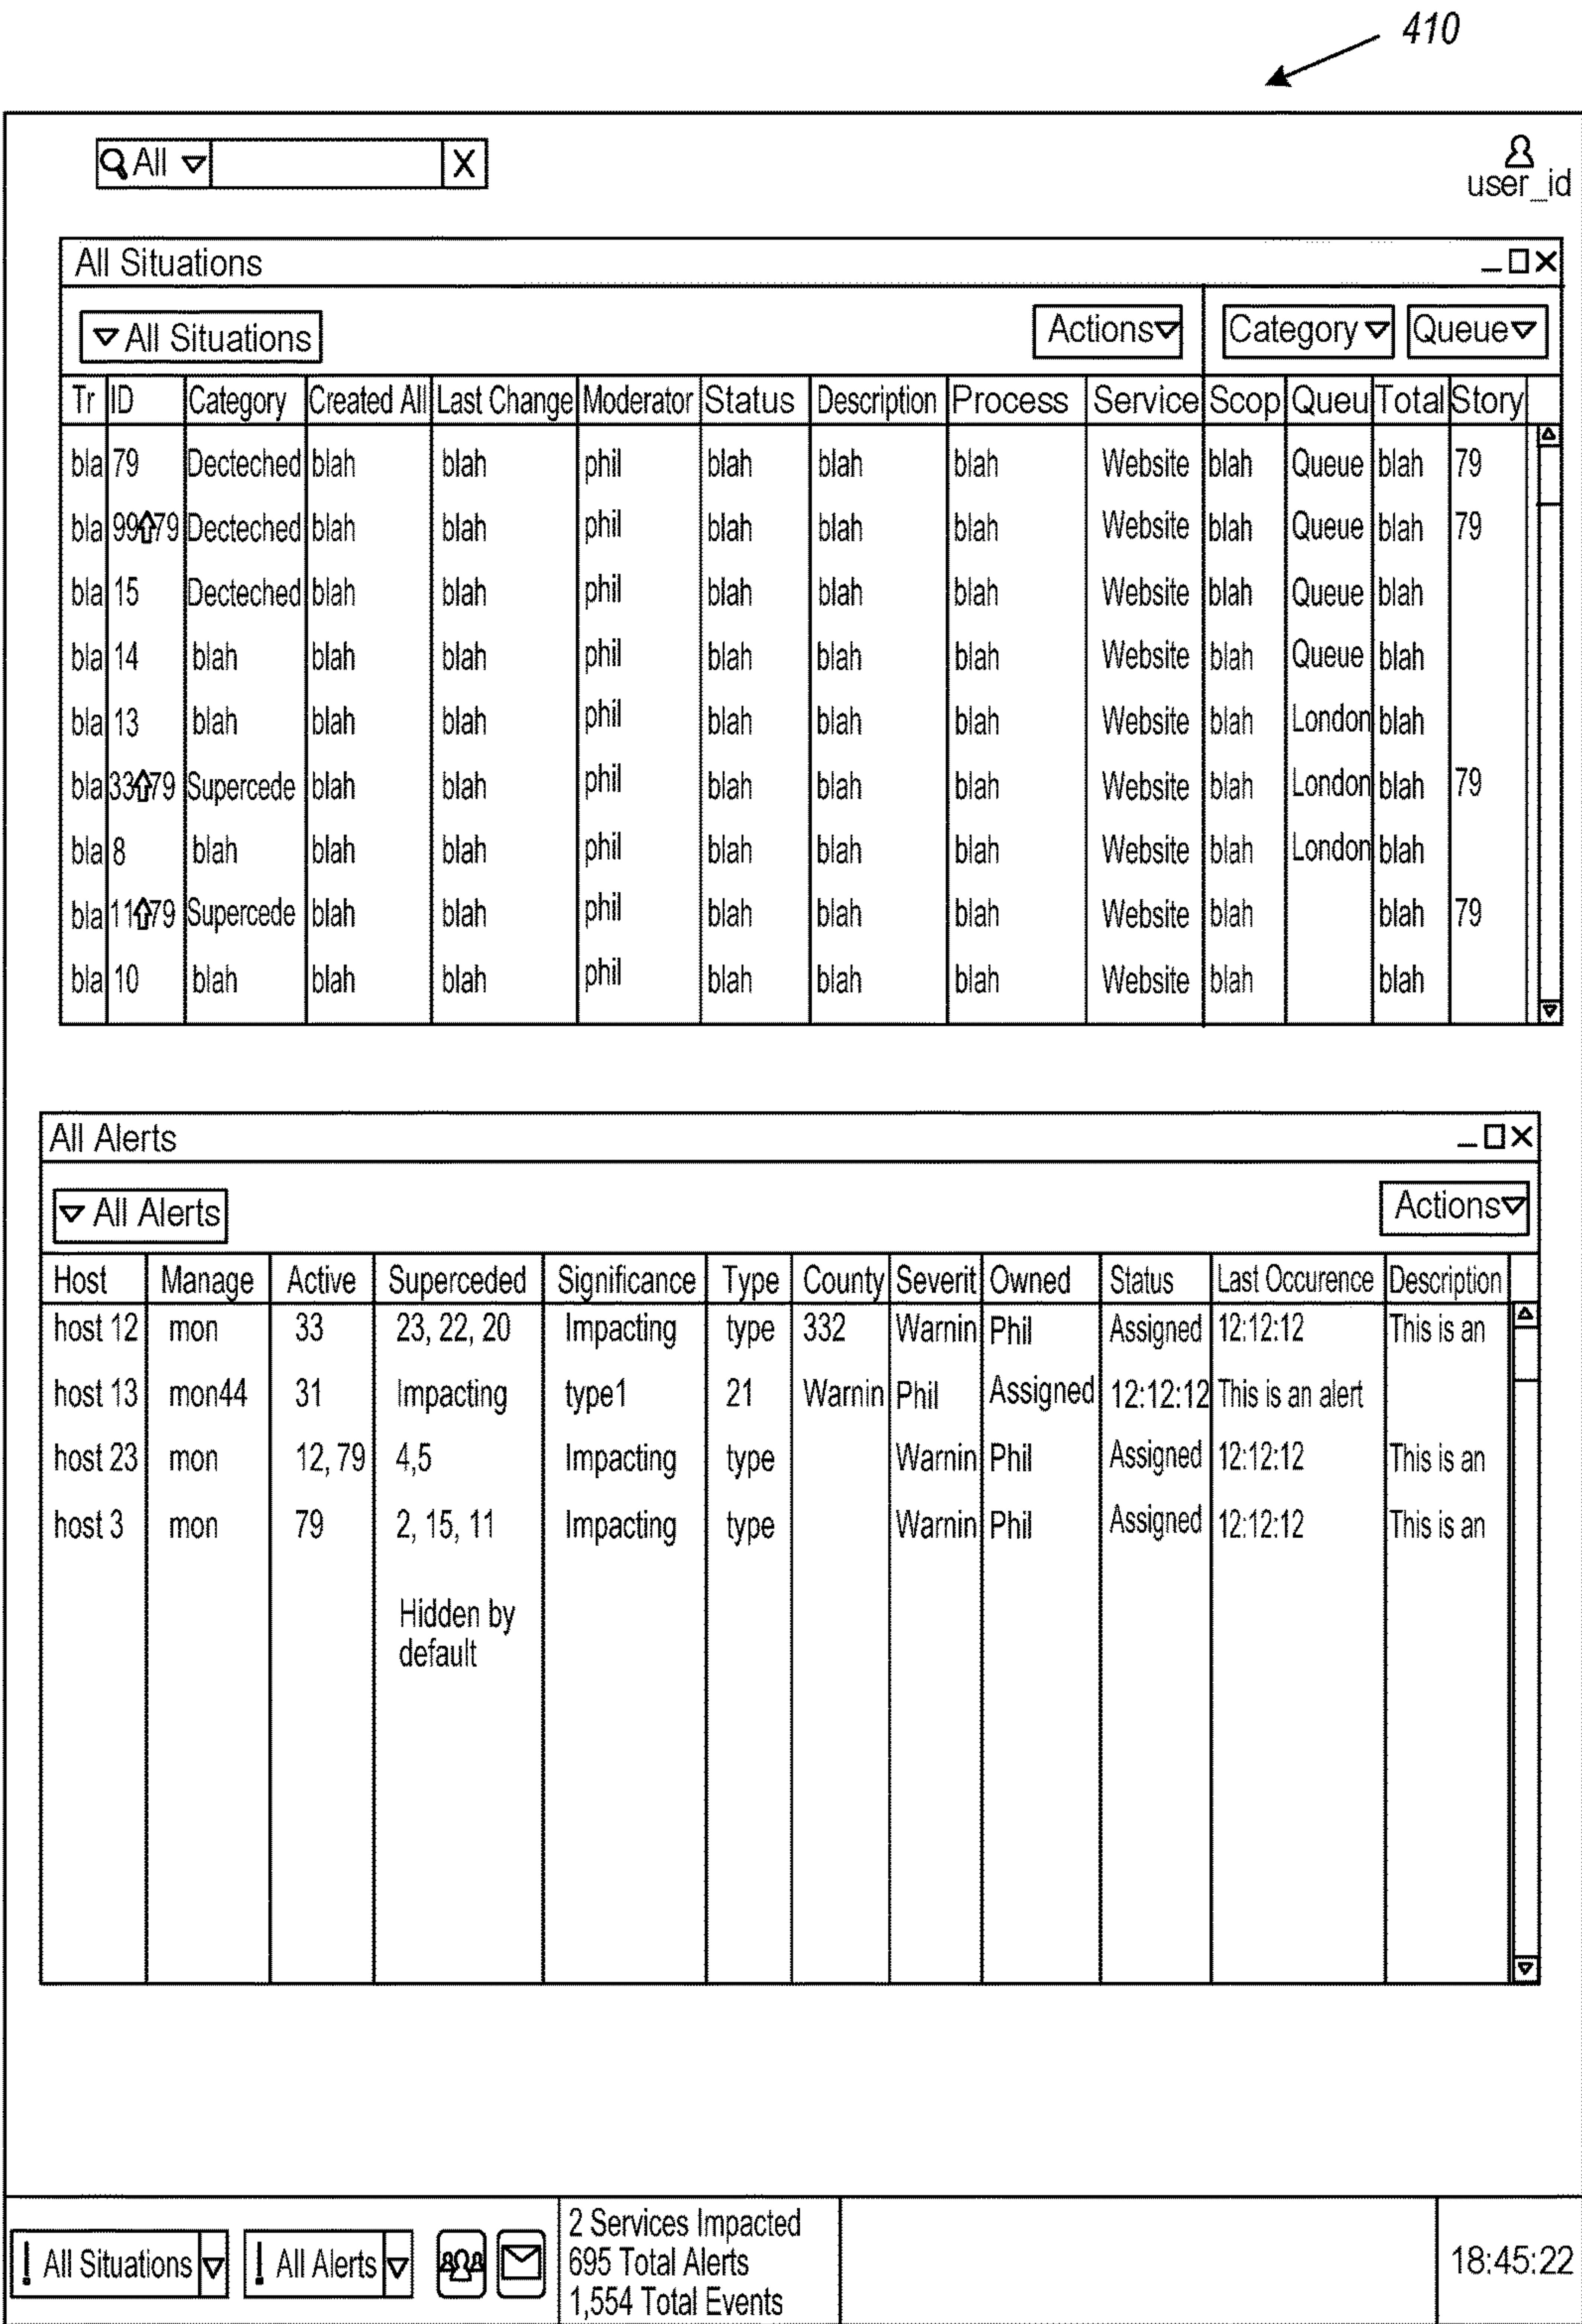 410
All
X
user_id
All Situations
All Situations Actions Category Queue
Tr ID Category Created All Last Change Moderator Status Description Process Service Scop Queu Total Story
bla 79 Decteched blah blah phil blah blah blah Website blah Queue blah 79
bla 99⇧79 Decteched blah blah phil blah blah blah Website blah Queue blah 79
bla 15 Decteched blah blah phil blah blah blah Website blah Queue blah
bla 14 blah blah blah phil blah blah blah Website blah Queue blah
bla 13 blah blah blah phil blah blah blah Website blah London blah
bla 33⇧79 Supercede blah blah phil blah blah blah Website blah London blah 79
bla 8 blah blah blah phil blah blah blah Website blah London blah
bla 11⇧79 Supercede blah blah phil blah blah blah Website blah blah 79
bla 10 blah blah blah phil blah blah blah Website blah blah
All Alerts
All Alerts Actions
Host Manage Active Superceded Significance Type County Severit Owned Status Last Occurence Description
host 12 mon 33 23, 22, 20 Impacting type 332 Warnin Phil Assigned 12:12:12 This is an
host 13 mon44 31 Impacting type1 21 Warnin Phil Assigned 12:12:12 This is an alert
host 23 mon 12, 79 4,5 Impacting type Warnin Phil Assigned 12:12:12 This is an
host 3 mon 79 2, 15, 11 Impacting type Warnin Phil Assigned 12:12:12 This is an
Hidden by
default
! All Situations ! All Alerts
2 Services Impacted
695 Total Alerts
1,554 Total Events
18:45:22